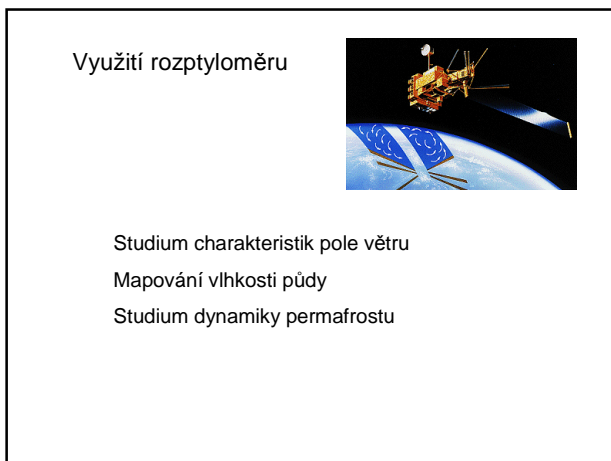 Využití rozptyloměru
Studium charakteristik pole větru
Mapování vlhkosti půdy
Studium dynamiky permafrostu